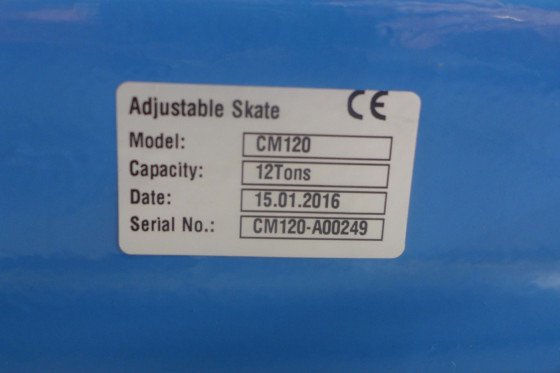 Adjustable Skate CE
Model: CM120
Capacity: 12Tons
Date: 15.01.2016
Serial No.: CM120-A00249